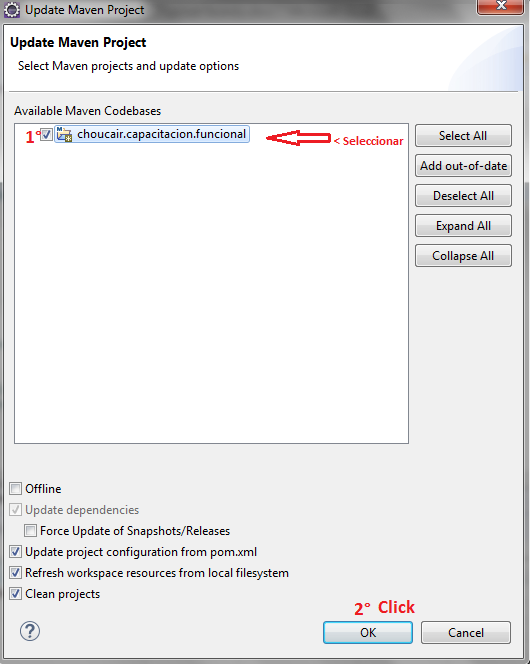 Update Maven Project
Update Maven Project
Select Maven projects and update options
Available Maven Codebases
1° choucair.capacitacion.funcional < Seleccionar
Select All
Add out-of-date
Deselect All
Expand All
Collapse All
Offline
Update dependencies
Force Update of Snapshots/Releases
Update project configuration from pom.xml
Refresh workspace resources from local filesystem
Clean projects
2° Click
? OK Cancel